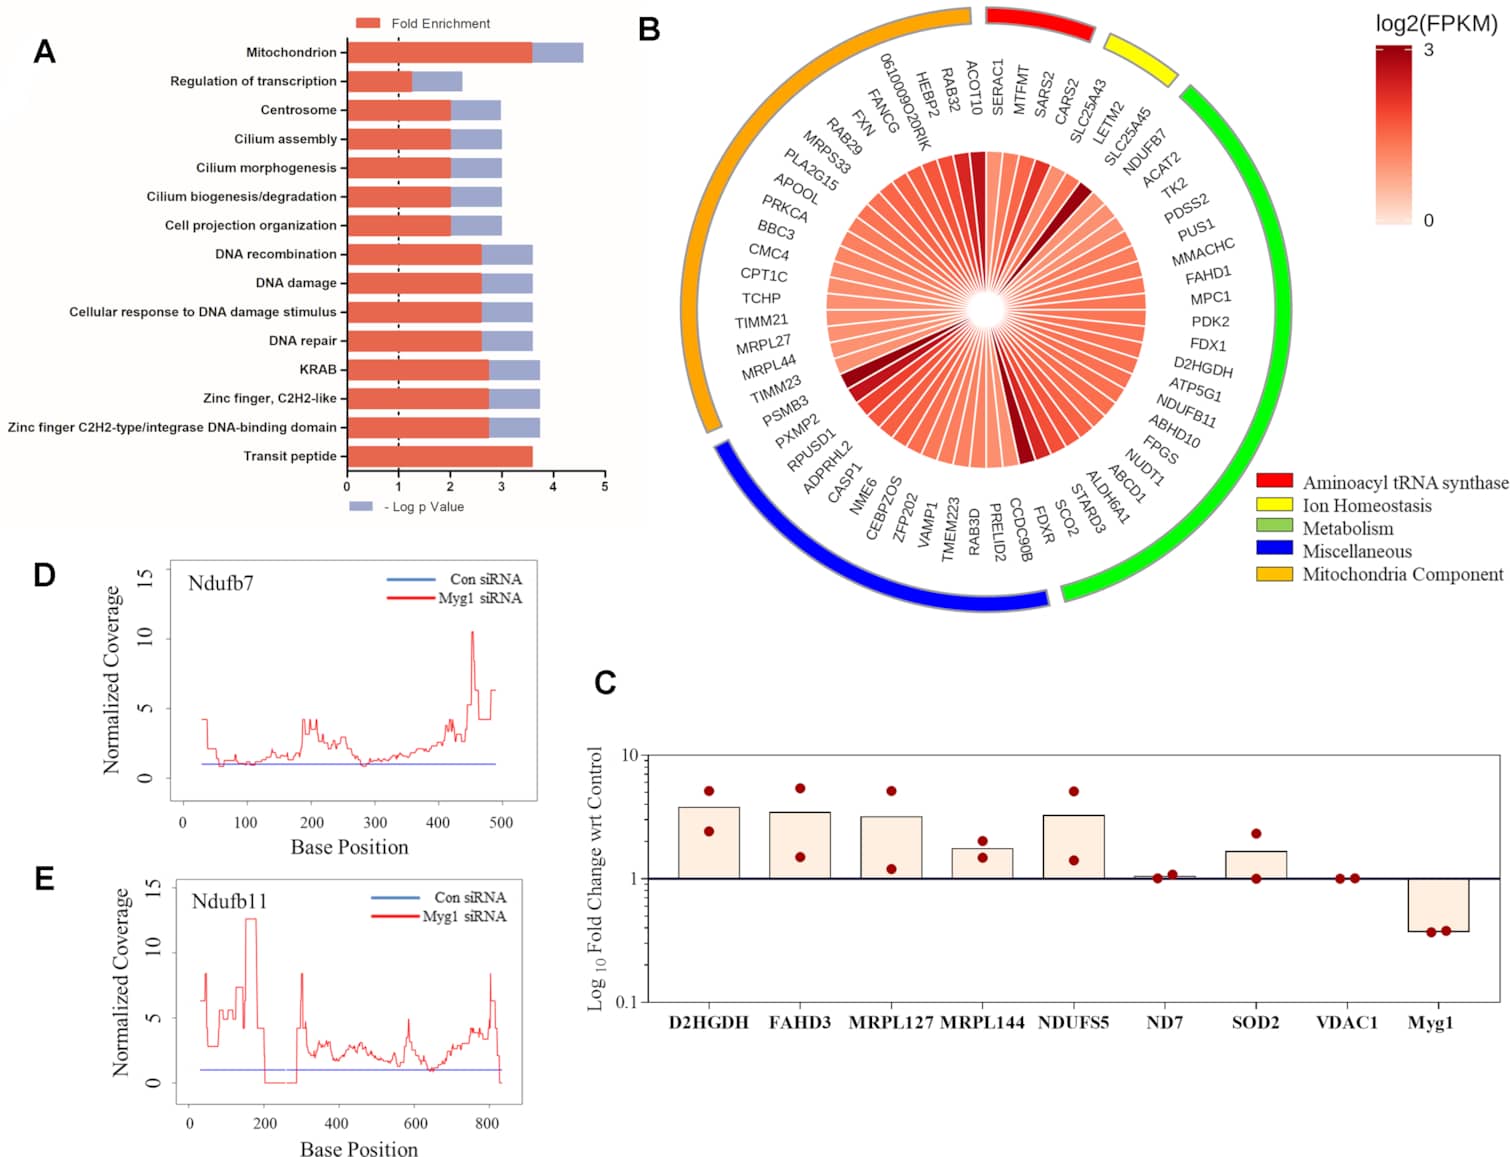 A
Fold Enrichment
Mitochondrion
Regulation of transcription
Centrosome
Cilium assembly
Cilium morphogenesis
Cilium biogenesis/degradation
Cell projection organization
DNA recombination
DNA damage
Cellular response to DNA damage stimulus
DNA repair
KRAB
Zinc finger, C2H2-like
Zinc finger C2H2-type/integrase DNA-binding domain
Transit peptide
0 1 2 3 4 5
- Log p Value
B
SERAC1
MTFMT
SARS2
CARS2
SLC25A43
LETM2
SLC25A45
NDUFB7
ACAT2
TK2
PDSS2
PUS1
MMACHC
FAHD1
MPC1
PDK2
FDX1
D2HGDH
ATP5G1
NDUFB11
ABHD10
FPGS
NUDT1
ABCD1
ALDH6A1
STARD3
SCO2
FDXR
CCDC90B
PRELID2
RAB3D
TMEM223
VAMP1
ZFP202
CEBPZOS
NME6
CASP1
ADPRHL2
RPUSD1
PXMP2
PSMB3
TIMM23
MRPL44
MRPL27
TIMM21
TCHP
CPT1C
CMC4
BBC3
PRKCA
APOOL
PLA2G15
MRPS33
RAB29
FXN
FANCG
0610009O20RIK
HEBP2
RAB32
ACOT10
log2(FPKM)
3
0
Aminoacyl tRNA synthase
Ion Homeostasis
Metabolism
Miscellaneous
Mitochondria Component
D
Ndufb7
Con siRNA
Myg1 siRNA
Normalized Coverage
15
10
5
0
0 100 200 300 400 500
Base Position
E
Ndufb11
Con siRNA
Myg1 siRNA
Normalized Coverage
15
10
5
0
0 200 400 600 800
Base Position
C
Log 10 Fold Change wrt Control
10
1
0.1
D2HGDH FAHD3 MRPL127 MRPL144 NDUFS5 ND7 SOD2 VDAC1 Myg1